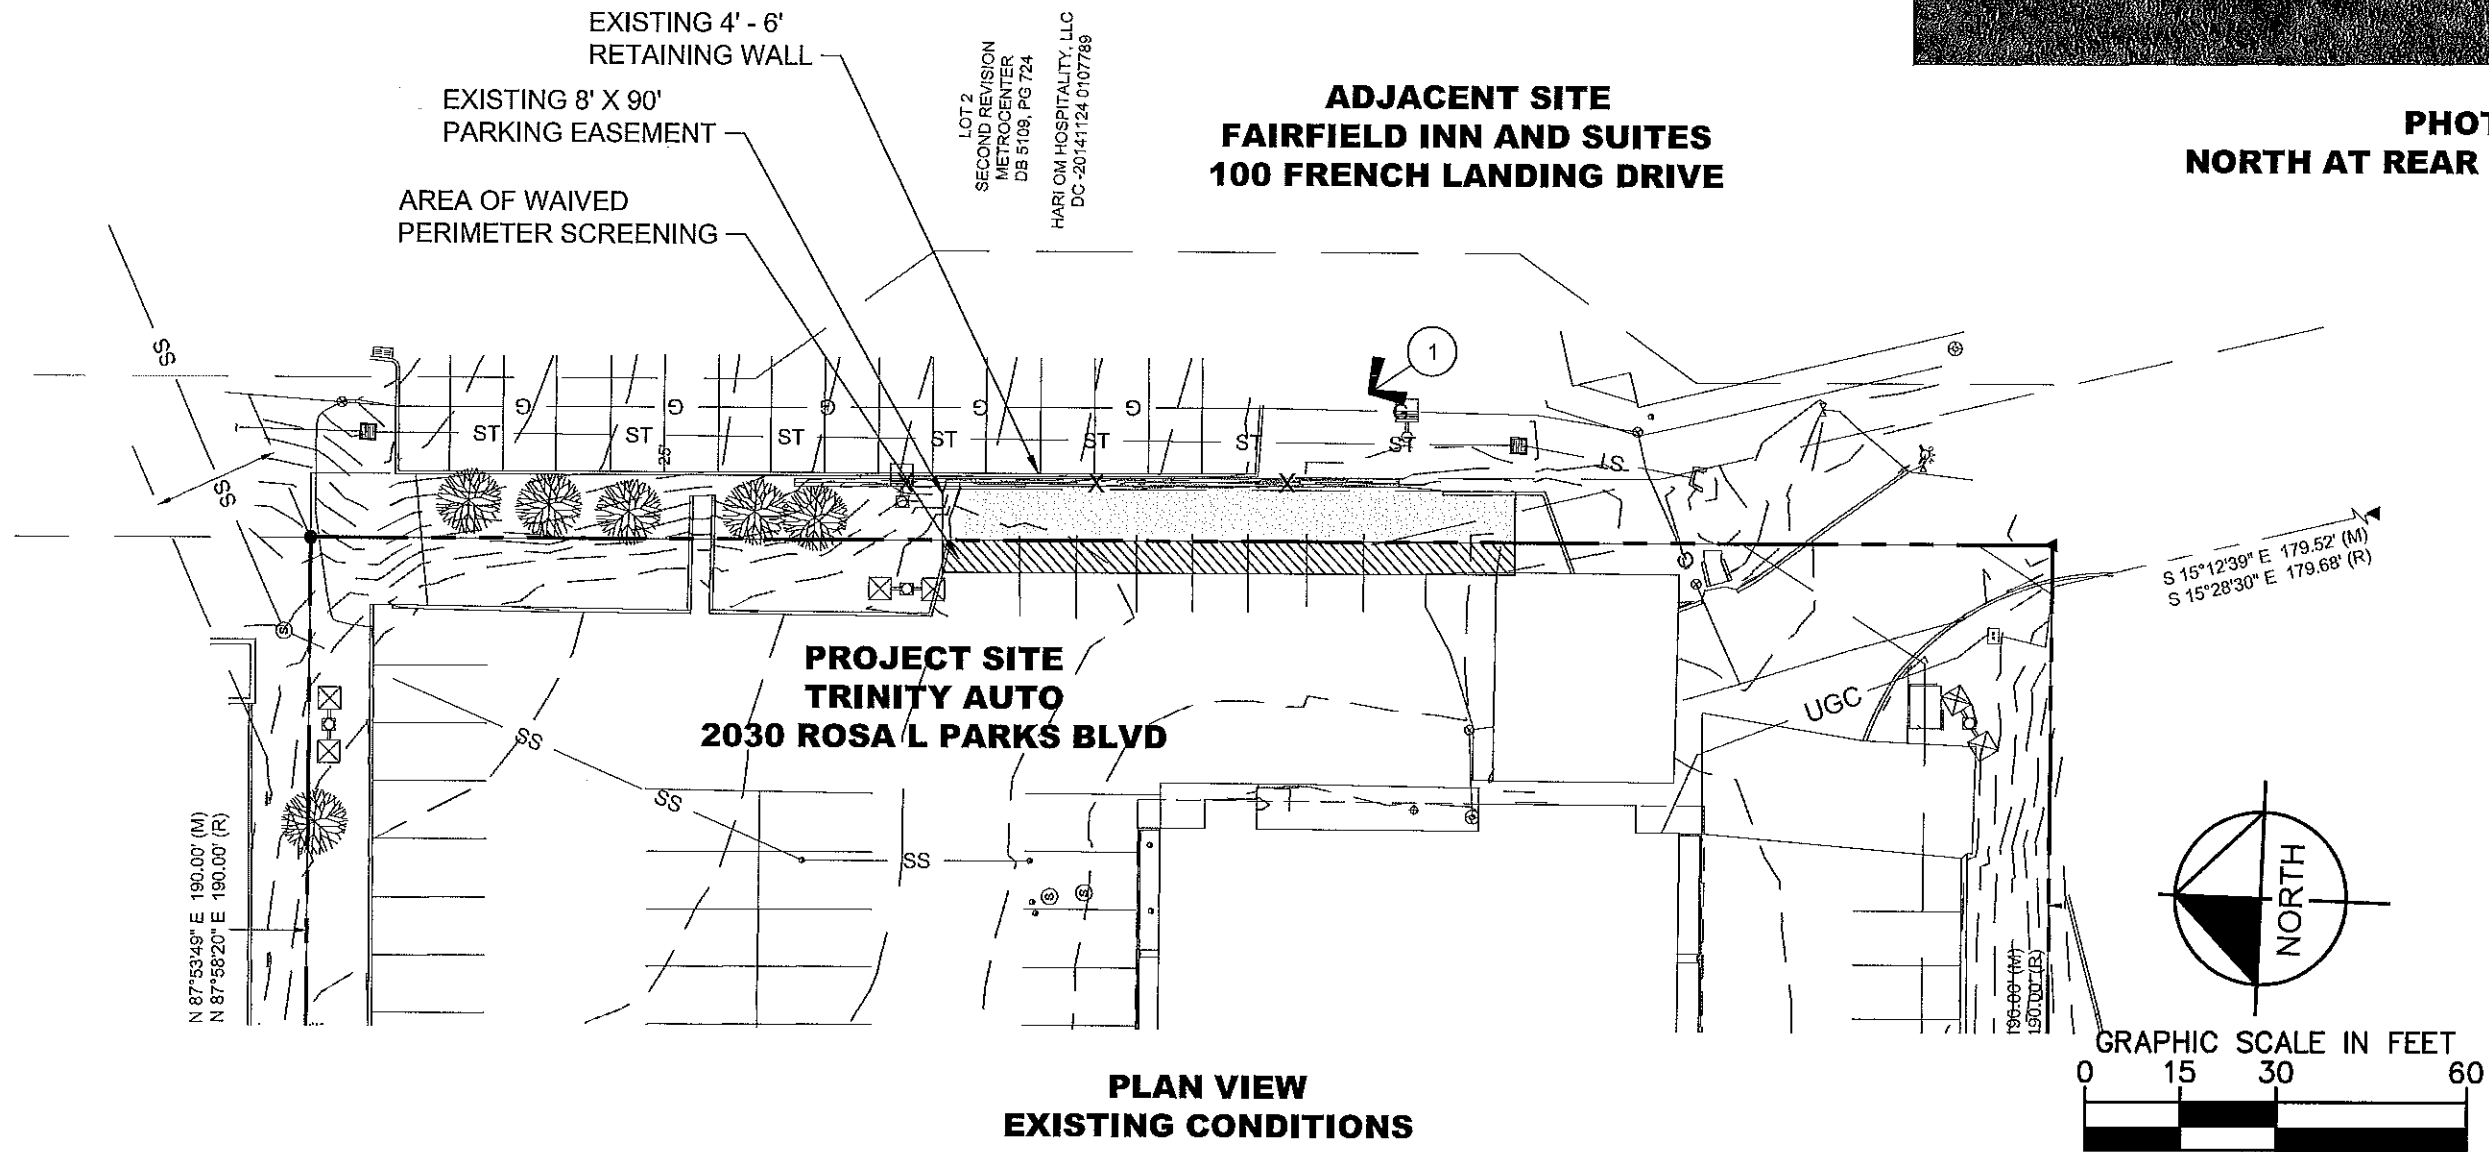 EXISTING 4' - 6'
RETAINING WALL
EXISTING 8' X 90'
PARKING EASEMENT
AREA OF WAIVED
PERIMETER SCREENING
LOT 2
SECOND REVISION
METROCENTER
DB 5109, PG 724
HARI OM HOSPITALITY, LLC
DC -20141124 0107789
ADJACENT SITE
FAIRFIELD INN AND SUITES
100 FRENCH LANDING DRIVE
PHOT
NORTH AT REAR
1
SS
SS
G
G
G
G
G
G
ST
ST
ST
ST
ST
ST
ST
ST
25'
X
X
S 15°12'39" E 179.52' (M)
S 15°28'30" E 179.68' (R)
S
PROJECT SITE
TRINITY AUTO
2030 ROSA L PARKS BLVD
UGC
SS
SS
SS
S
S
N 87°53'49" E 190.00' (M)
N 87°58'20" E 190.00' (R)
190.00' (M)
190.00' (R)
NORTH
GRAPHIC SCALE IN FEET
0 15 30 60
PLAN VIEW
EXISTING CONDITIONS